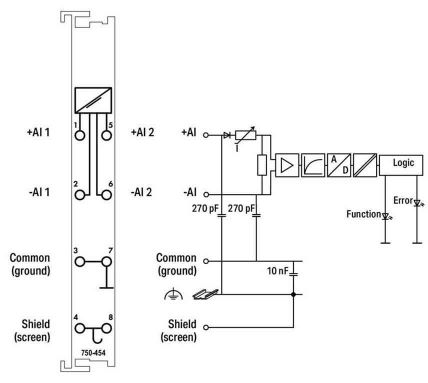 1
5
+AI 1
+AI 2
+AI
I
A
D
Logic
2
6
-AI 1
-AI 2
-AI
270 pF
270 pF
Function
Error
3
7
Common
(ground)
Common
(ground)
10 nF
4
8
Shield
(screen)
Shield
(screen)
750-454